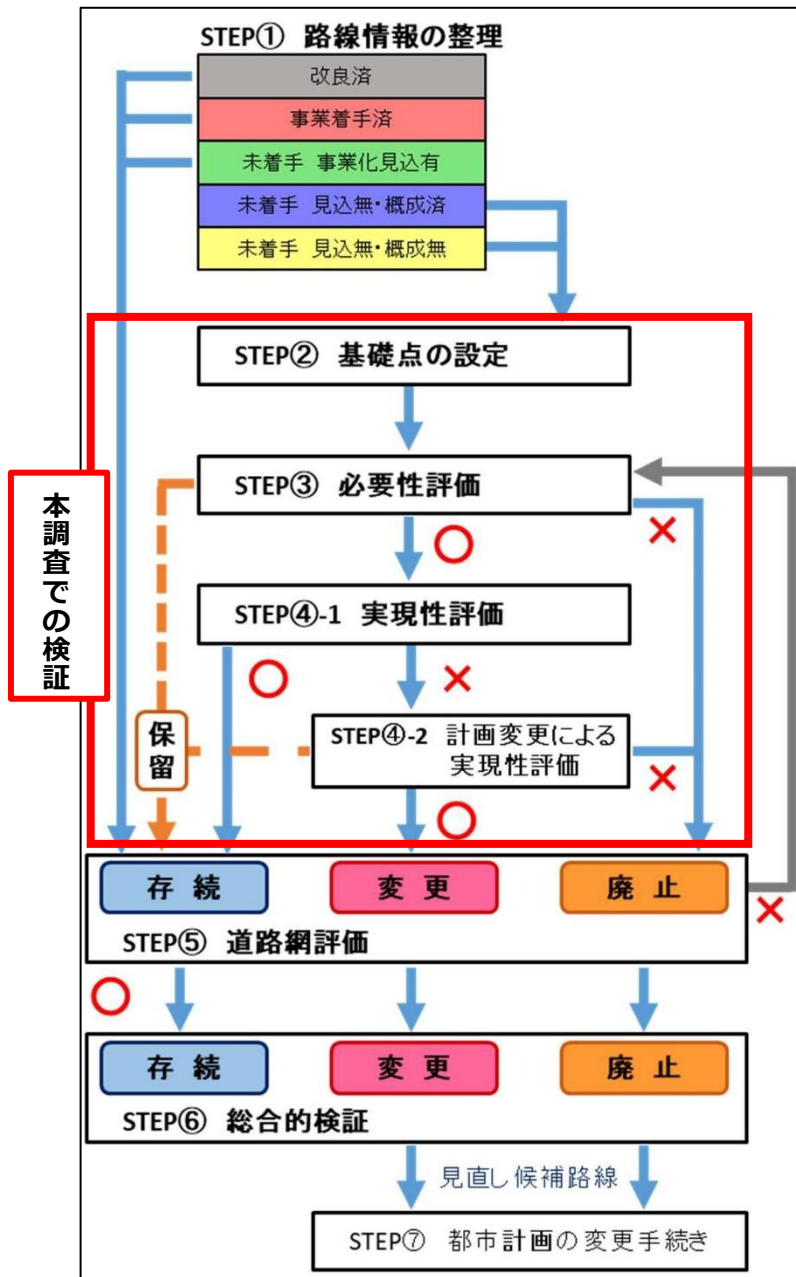 STEP① 路線情報の整理
改良済
事業着手済
未着手 事業化見込有
未着手 見込無・概成済
未着手 見込無・概成無
STEP② 基礎点の設定
本調査での検証
STEP③ 必要性評価
×
○
STEP④-1 実現性評価
○
×
保留
STEP④-2 計画変更による
実現性評価
×
○
存続
変更
廃止
×
STEP⑤ 道路網評価
○
存続
変更
廃止
STEP⑥ 総合的検証
見直し候補路線
STEP⑦ 都市計画の変更手続き